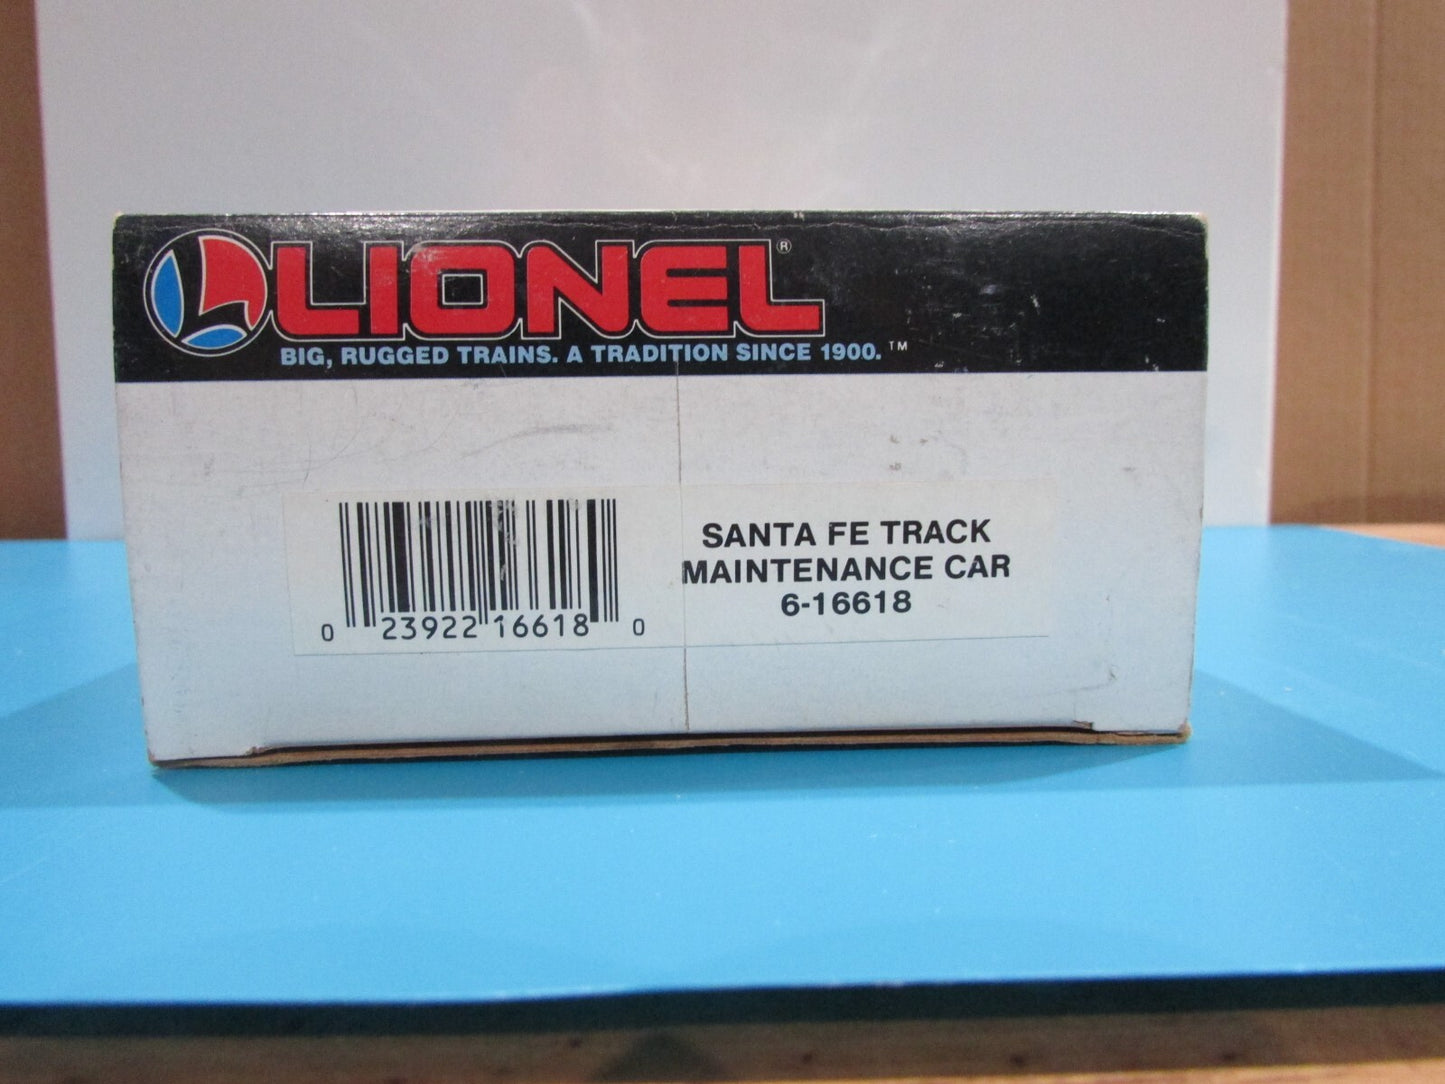 LIONEL®
BIG, RUGGED TRAINS. A TRADITION SINCE 1900.™
SANTA FE TRACK
MAINTENANCE CAR
6-16618
0 23922 16618 0